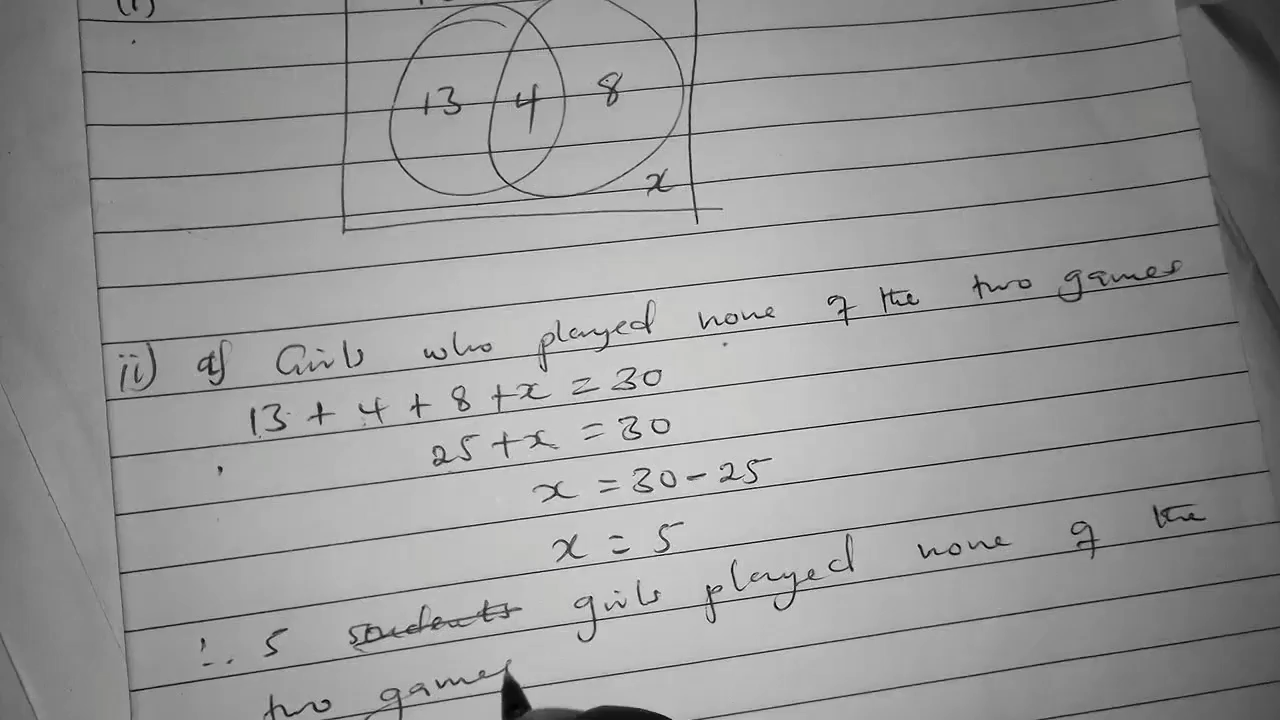 (i)
13 4 8
x
ii) of Girls who played none of the two games
13 + 4 + 8 + x = 30
25 + x = 30
x = 30 - 25
x = 5
∴ 5 students girls played none of the
two games